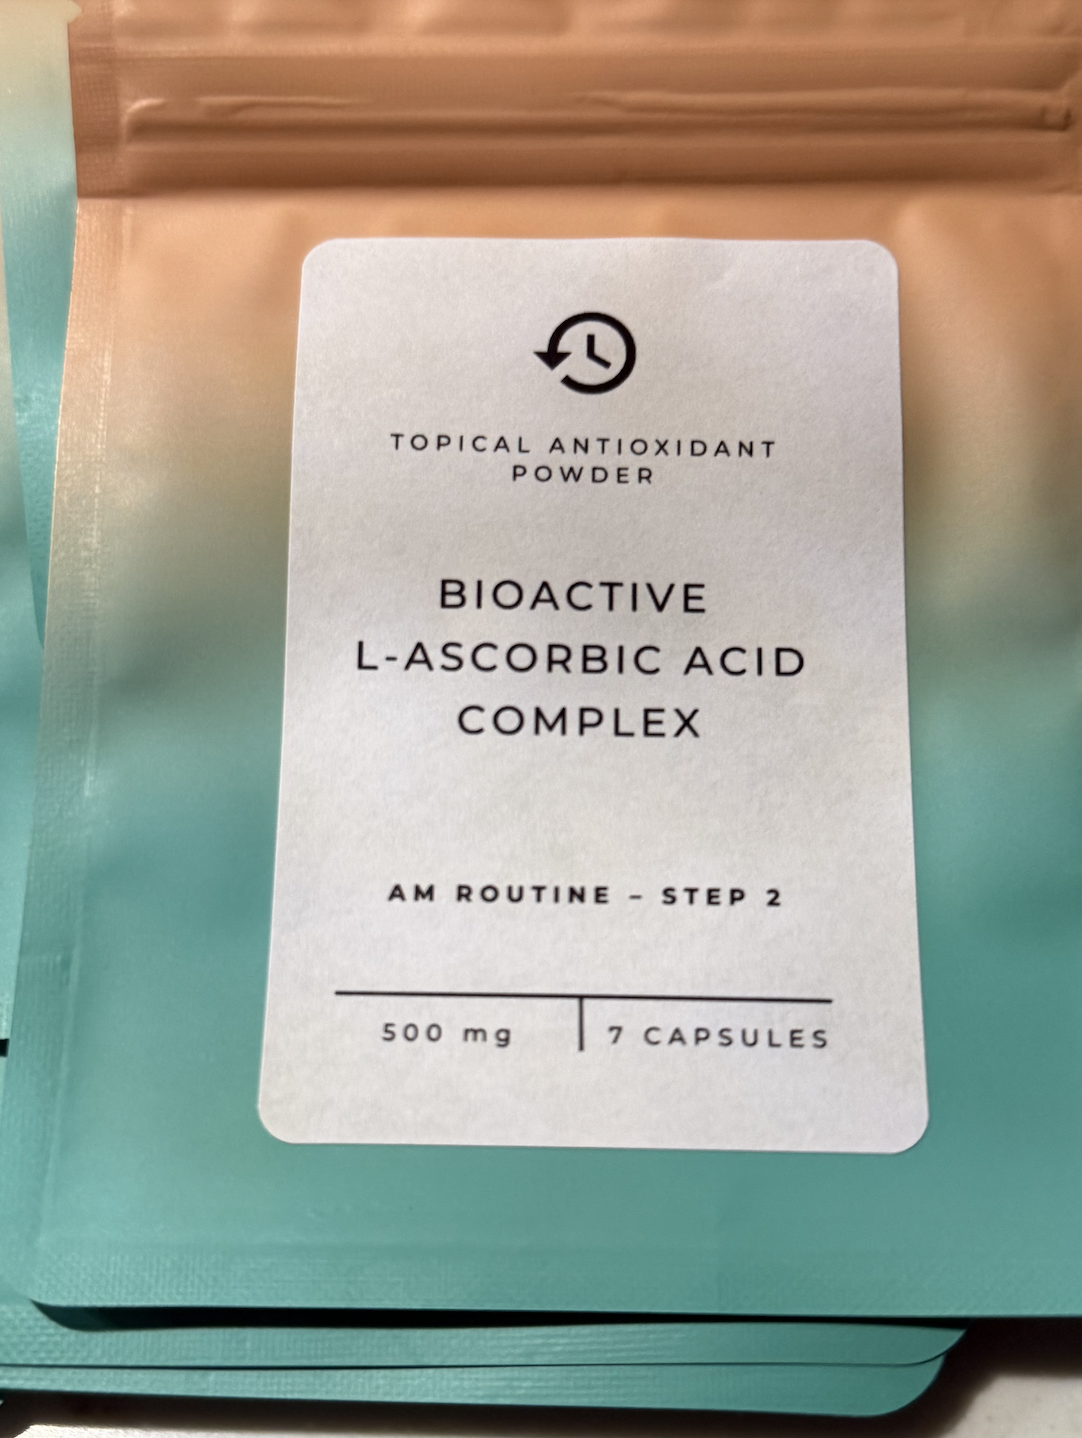 TOPICAL ANTIOXIDANT
POWDER
BIOACTIVE
L-ASCORBIC ACID
COMPLEX
AM ROUTINE – STEP 2
500 mg
7 CAPSULES